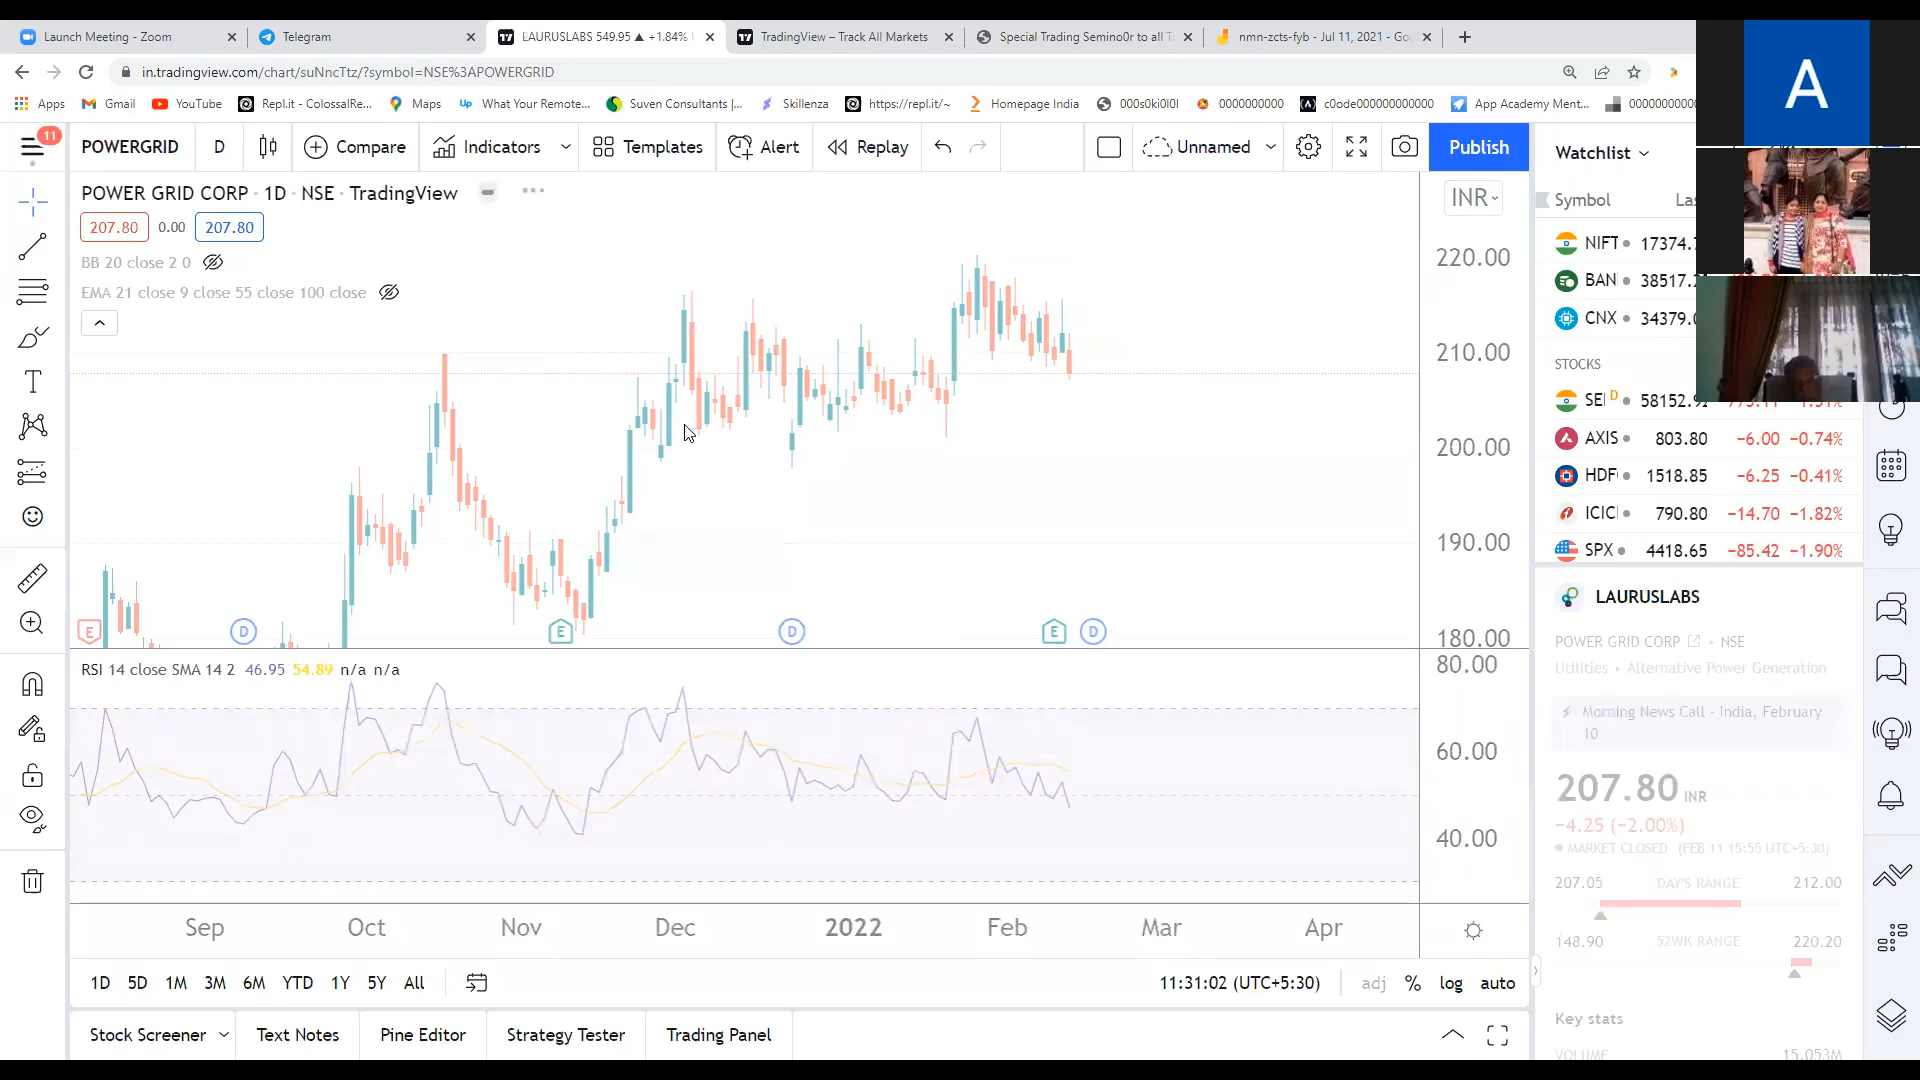 Launch Meeting - Zoom
Telegram
LAURUSLABS 549.95 ▲ +1.84%
TradingView – Track All Markets
Special Trading Semino0r to all
nmn-zcts-fyb - Jul 11, 2021 -
in.tradingview.com/chart/suNncTtz/?symbol=NSE%3APOWERGRID
Apps Gmail YouTube Repl.it - ColossalRe... Maps What Your Remote... Suven Consultants |... Skillenza https://repl.it/~ Homepage India 000s0ki0l0l 0000000000 c0ode000000000000 App Academy Ment...
11
POWERGRID D Compare Indicators Templates Alert Replay Unnamed Publish
POWER GRID CORP · 1D · NSE · TradingView
207.80 0.00 207.80
BB 20 close 2 0
EMA 21 close 9 close 55 close 100 close
INR
220.00
210.00
200.00
190.00
180.00
E D E D E D
RSI 14 close SMA 14 2 46.95 54.89 n/a n/a
80.00
60.00
40.00
Sep Oct Nov Dec 2022 Feb Mar Apr
1D 5D 1M 3M 6M YTD 1Y 5Y All
11:31:02 (UTC+5:30) adj % log auto
Stock Screener Text Notes Pine Editor Strategy Tester Trading Panel
Watchlist
Symbol
NIFT 17374.
BAN 38517.
CNX 34379.
STOCKS
SE D 58152.
AXIS 803.80 −6.00 −0.74%
HDF 1518.85 −6.25 −0.41%
ICIC 790.80 −14.70 −1.82%
SPX 4418.65 −85.42 −1.90%
LAURUSLABS
POWER GRID CORP · NSE
Utilities • Alternative Power Generation
Morning News Call - India, February
10
207.80 INR
−4.25 (−2.00%)
MARKET CLOSED (FEB 11 15:55 UTC+5:30)
207.05 DAY'S RANGE 212.00
148.90 52WK RANGE 220.20
Key stats
VOLUME 15.053M
A